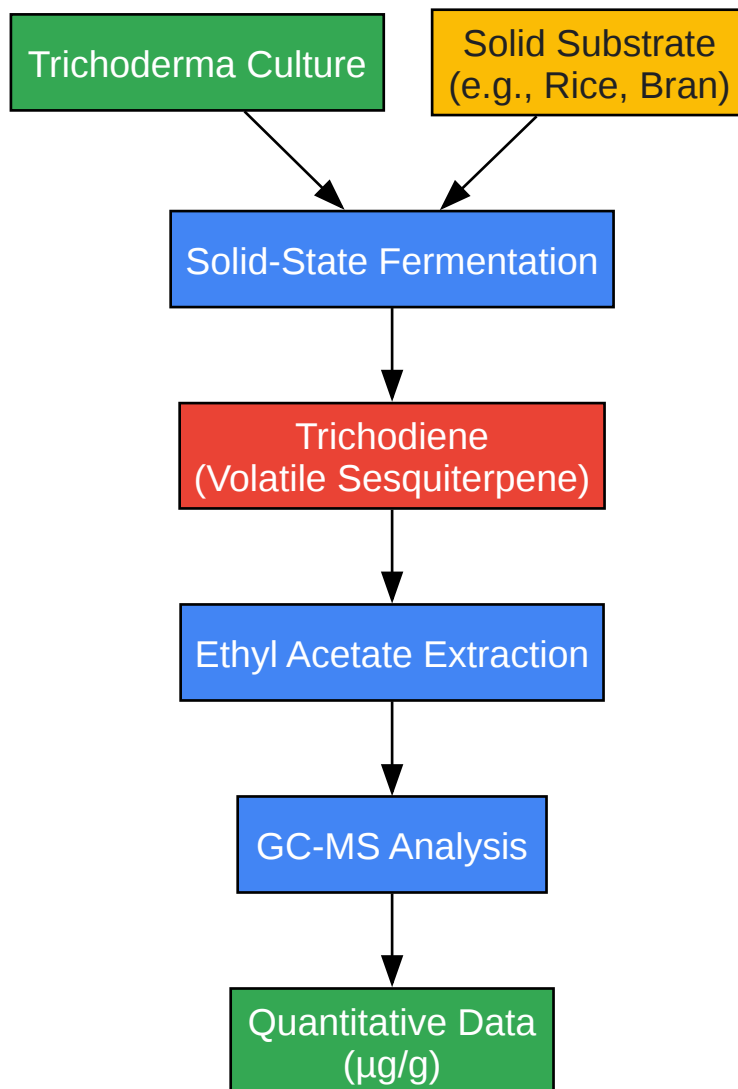 Trichoderma Culture
Solid Substrate
(e.g., Rice, Bran)
Solid-State Fermentation
Trichodiene
(Volatile Sesquiterpene)
Ethyl Acetate Extraction
GC-MS Analysis
Quantitative Data
(µg/g)